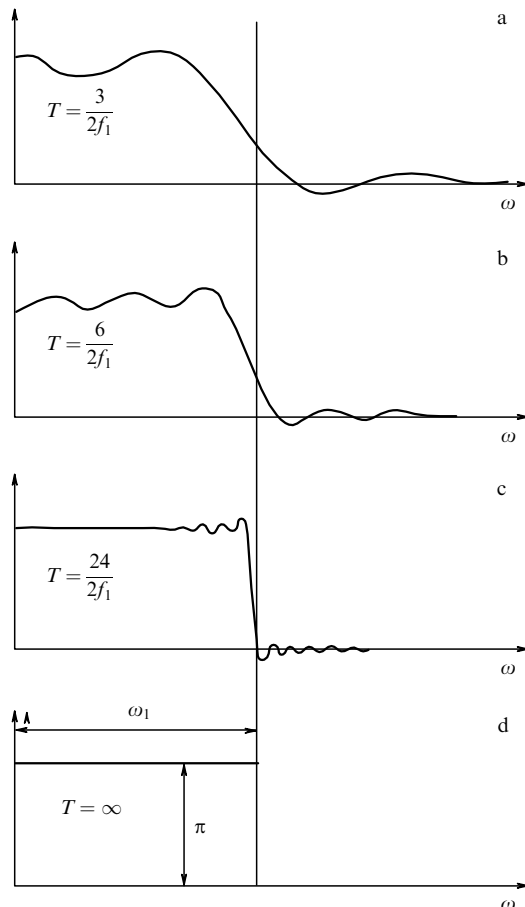 a
T = 3/2f₁
ω
b
T = 6/2f₁
ω
c
T = 24/2f₁
ω
ω₁
d
T = ∞
π
ω